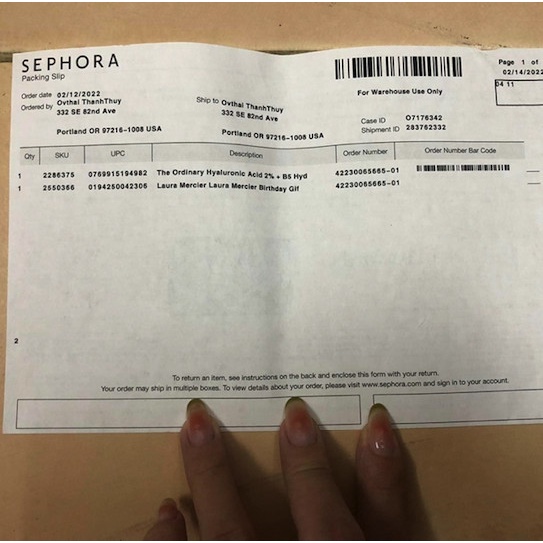 SEPHORA
Packing Slip
Page 1 of
02/14/2022
Order date 02/12/2022
Ordered by Ovthai ThanhThuy
332 SE 82nd Ave
Portland OR 97216-1008 USA
Ship to Ovthai ThanhThuy
332 SE 82nd Ave
Portland OR 97216-1008 USA
For Warehouse Use Only
Case ID O7176342
Shipment ID 283762332
04 11
Qty SKU UPC Description Order Number Order Number Bar Code
1 2286375 0769915194982 The Ordinary Hyaluronic Acid 2% + B5 Hyd 42230065665-01
1 2550366 0194250042306 Laura Mercier Laura Mercier Birthday Gif 42230065665-01
2
To return an item, see instructions on the back and enclose this form with your return.
Your order may ship in multiple boxes. To view details about your order, please visit www.sephora.com and sign in to your account.